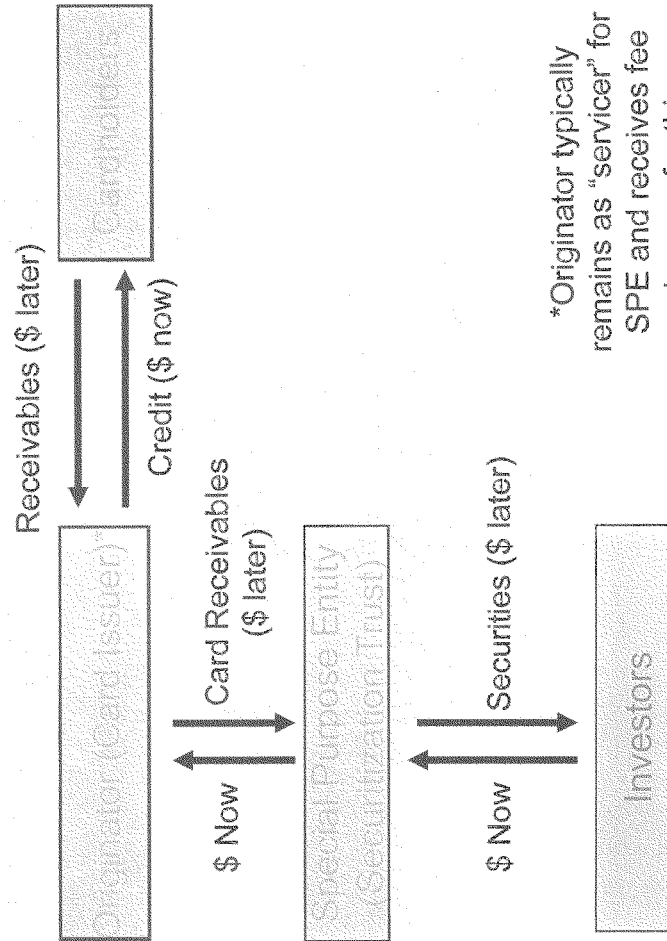 Receivables ($ later)
Originator (Card Issuer)*
Cardholders
Credit ($ now)
$ Now
Card Receivables
($ later)
Special Purpose Entity
(Securitization Trust)
$ Now
Securities ($ later)
Investors
*Originator typically
remains as "servicer" for
SPE and receives fee